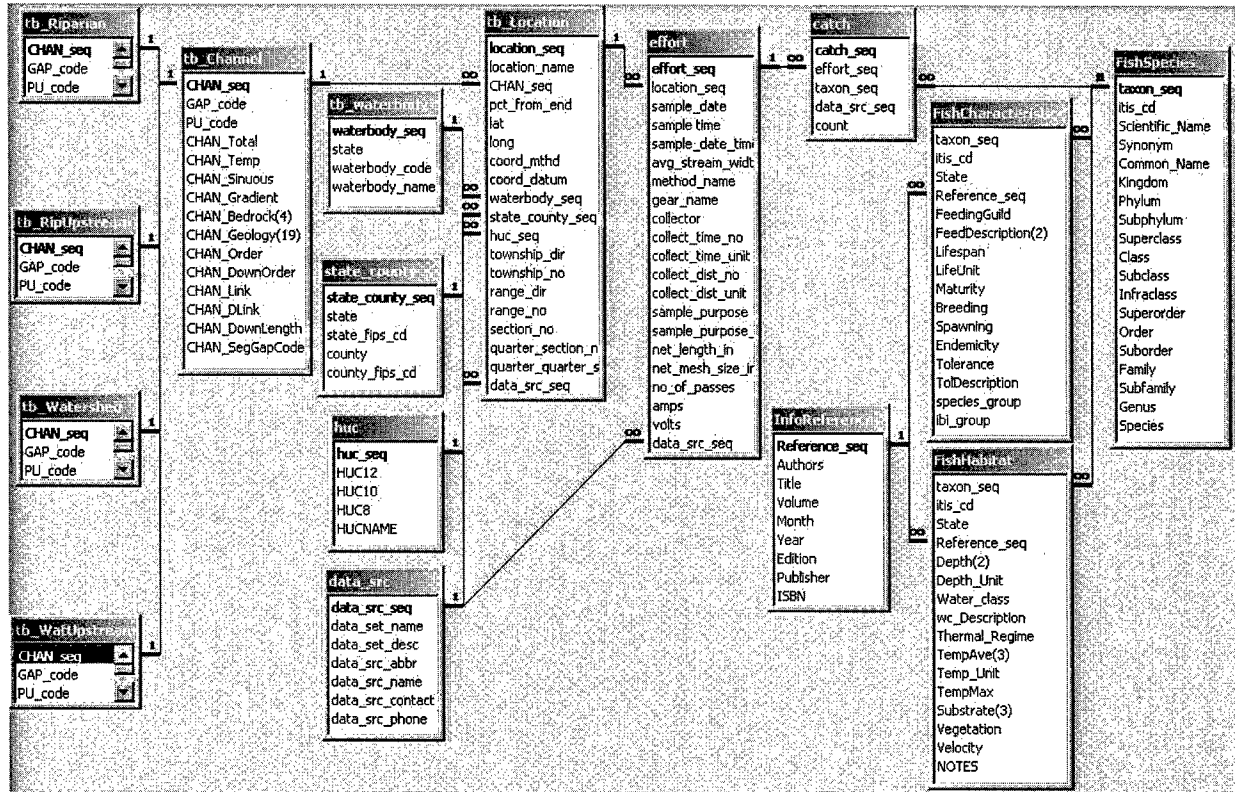 tb_Riparian
CHAN_seq
GAP_code
PU_code
tb_RipUpstre
CHAN_seq
GAP_code
PU_code
tb_Watershed
CHAN_seq
GAP_code
PU_code
tb_WatUpstream
CHAN_seq
GAP_code
PU_code
tb_Channel
CHAN_seq
GAP_code
PU_code
CHAN_Total
CHAN_Temp
CHAN_Sinuous
CHAN_Gradient
CHAN_Bedrock(4)
CHAN_Geology(19)
CHAN_Order
CHAN_DownOrder
CHAN_Link
CHAN_DLink
CHAN_DownLength
CHAN_SegGapCode
waterbody_seq
state
waterbody_code
waterbody_name
state_county
state_county_seq
state
state_fips_cd
county
county_fips_cd
huc
huc_seq
HUC12
HUC10
HUC8
HUCNAME
data_src
data_src_seq
data_set_name
data_set_desc
data_src_abbr
data_src_name
data_src_contact
data_src_phone
tb_Location
location_seq
location_name
CHAN_seq
pct_from_end
lat
long
coord_mthd
coord_datum
waterbody_seq
state_county_seq
huc_seq
township_dir
township_no
range_dir
range_no
section_no
quarter_section_n
quarter_quarter_s
data_src_seq
effort
effort_seq
location_seq
sample_date
sample time
sample_date_time
avg_stream_widt
method_name
gear_name
collector
collect_time_no
collect_time_unit
collect_dist_no
collect_dist_unit
sample_purpose
sample_purpose_
net_length_in
net_mesh_size_ir
no_of_passes
amps
volts
data_src_seq
catch
catch_seq
effort_seq
taxon_seq
data_src_seq
count
InfoReferen
Reference_seq
Authors
Title
Volume
Month
Year
Edition
Publisher
ISBN
FishCharacteristi
taxon_seq
itis_cd
State
Reference_seq
FeedingGuild
FeedDescription(2)
Lifespan
LifeUnit
Maturity
Breeding
Spawning
Endemicity
Tolerance
TolDescription
species_group
ibi_group
FishHabitat
taxon_seq
itis_cd
State
Reference_seq
Depth(2)
Depth_Unit
Water_class
wc_Description
Thermal_Regime
TempAve(3)
Temp_Unit
TempMax
Substrate(3)
Vegetation
Velocity
NOTES
FishSpecies
taxon_seq
itis_cd
Scientific_Name
Synonym
Common_Name
Kingdom
Phylum
Subphylum
Superclass
Class
Subclass
Infraclass
Superorder
Order
Suborder
Family
Subfamily
Genus
Species